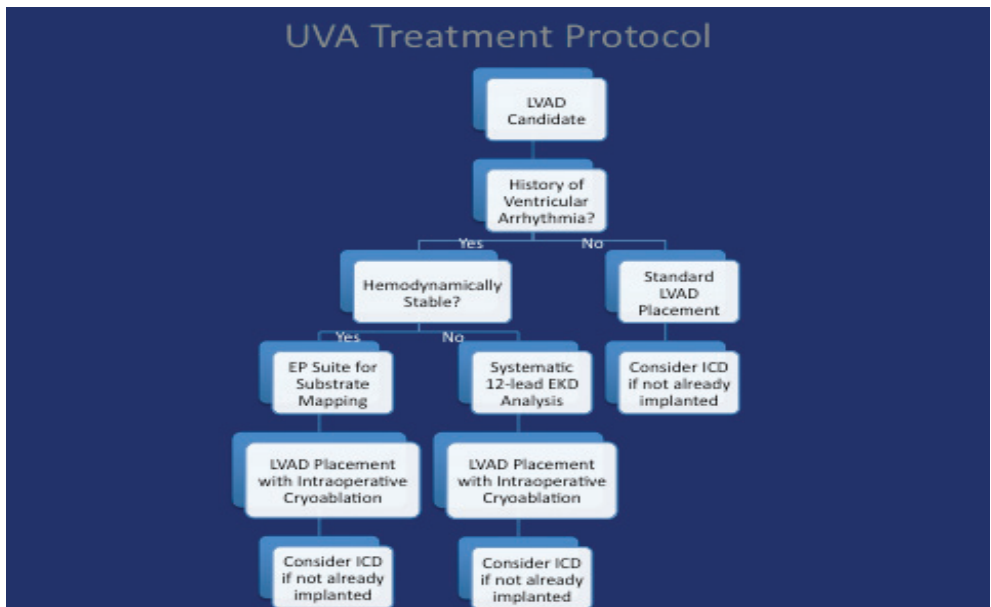 UVA Treatment Protocol
LVAD
Candidate
History of
Ventricular
Arrhythmia?
Yes
No
Hemodynamically
Stable?
Standard
LVAD
Placement
Yes
No
EP Suite for
Substrate
Mapping
Systematic
12-lead EKD
Analysis
Consider ICD
if not already
implanted
LVAD Placement
with Intraoperative
Cryoablation
LVAD Placement
with Intraoperative
Cryoablation
Consider ICD
if not already
implanted
Consider ICD
if not already
implanted